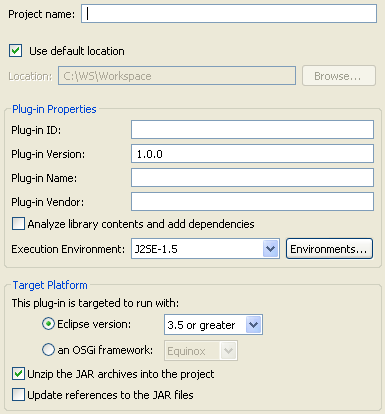 Project name:
Use default location
Location: C:\WS\Workspace Browse...
Plug-in Properties
Plug-in ID:
Plug-in Version: 1.0.0
Plug-in Name:
Plug-in Vendor:
Analyze library contents and add dependencies
Execution Environment: J2SE-1.5 Environments...
Target Platform
This plug-in is targeted to run with:
Eclipse version: 3.5 or greater
an OSGi framework: Equinox
Unzip the JAR archives into the project
Update references to the JAR files